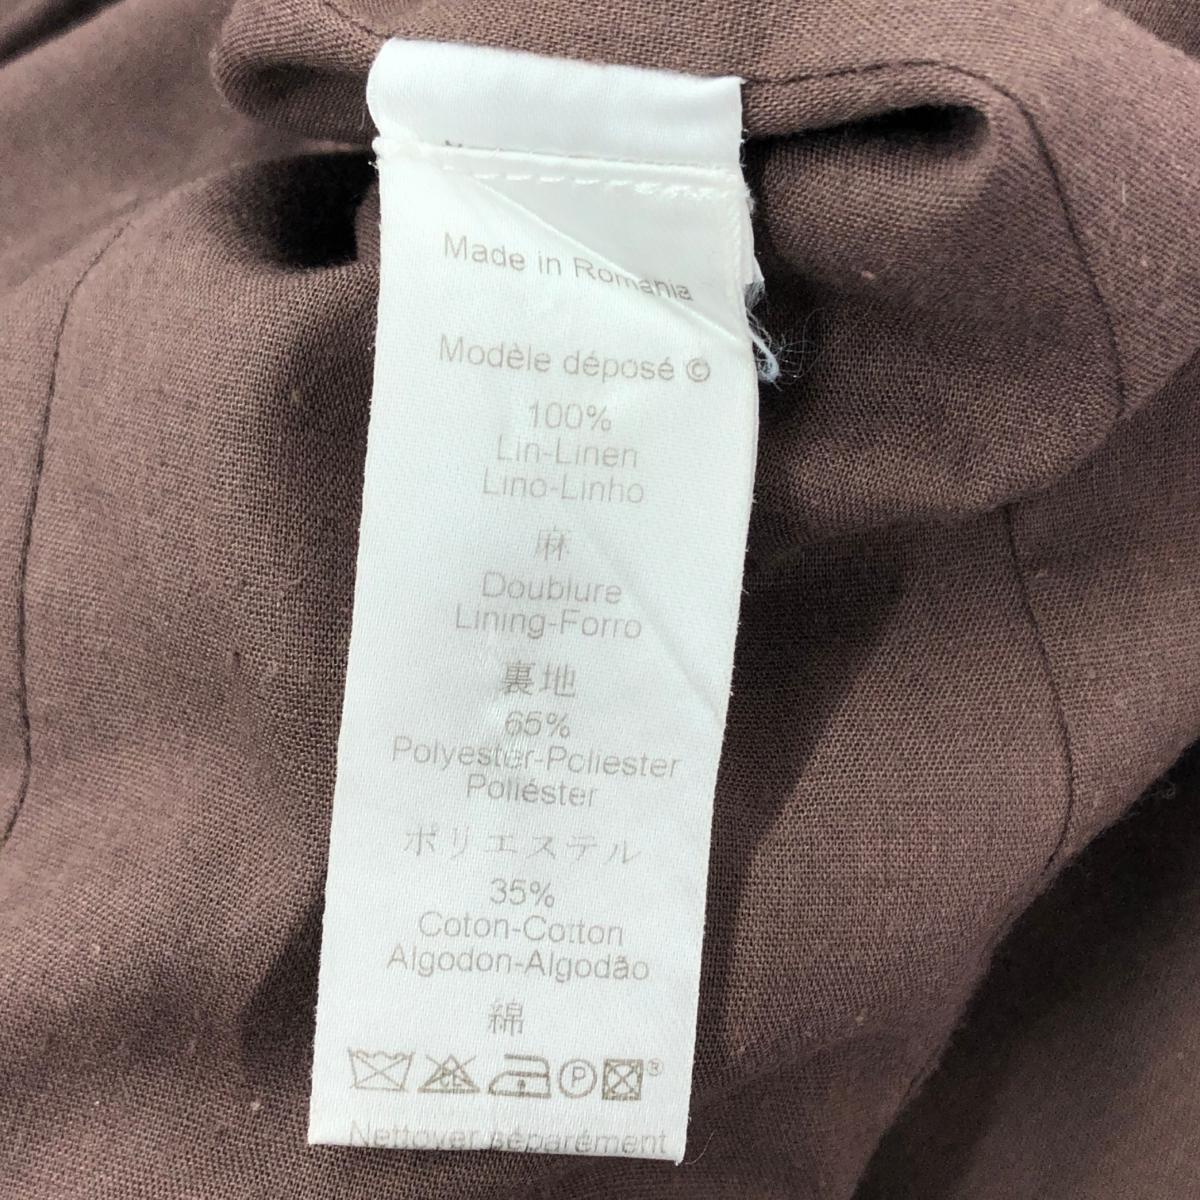 Made in Romania
Modèle déposé ©
100%
Lin-Linen
Lino-Linho
麻
Doublure
Lining-Forro
裏地
65%
Polyester-Poliester
Poliéster
ポリエステル
35%
Coton-Cotton
Algodon-Algodão
綿
CL P ®
Nettoyer séparément